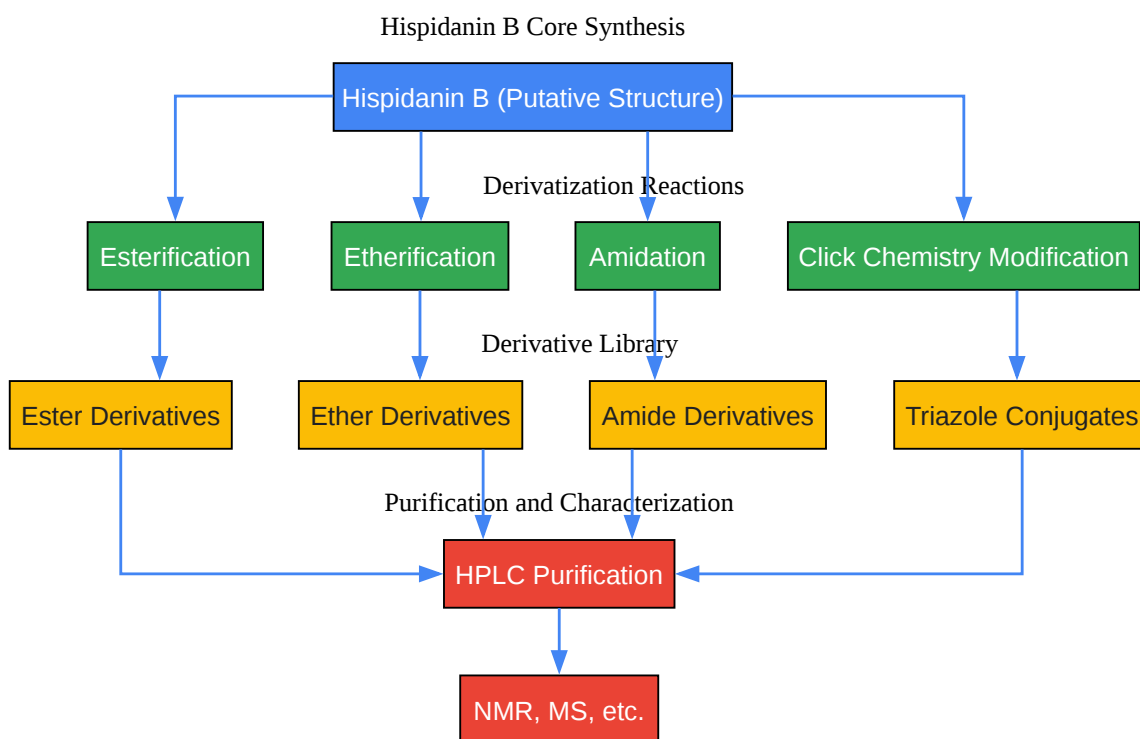 Hispidanin B Core Synthesis
Hispidanin B (Putative Structure)
Derivatization Reactions
Esterification
Etherification
Amidation
Click Chemistry Modification
Derivative Library
Ester Derivatives
Ether Derivatives
Amide Derivatives
Triazole Conjugates
Purification and Characterization
HPLC Purification
NMR, MS, etc.